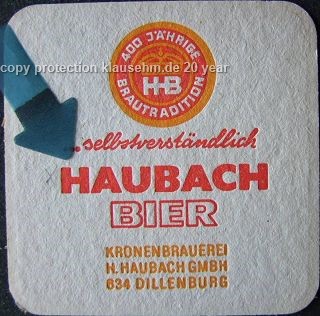 400 JÄHRIGE
BRAUTRADITION
HB
copy protection klausehm.de 20 year
...selbstverständlich
HAUBACH
BIER
KRONENBRAUEREI
H. HAUBACH GMBH
634 DILLENBURG